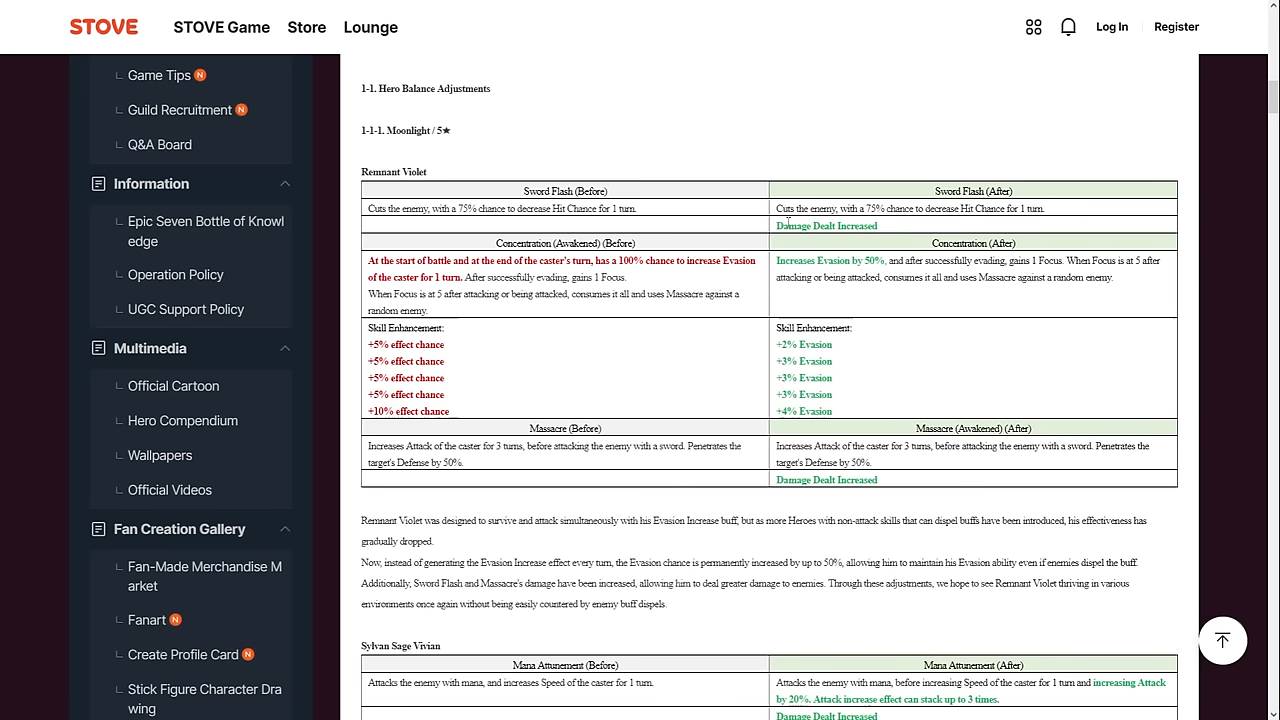 STOVE
STOVE Game
Store
Lounge
Log In
Register
Game Tips N
Guild Recruitment N
Q&A Board
Information
Epic Seven Bottle of Knowl
edge
Operation Policy
UGC Support Policy
Multimedia
Official Cartoon
Hero Compendium
Wallpapers
Official Videos
Fan Creation Gallery
Fan-Made Merchandise M
arket
Fanart N
Create Profile Card N
Stick Figure Character Dra
wing
1-1. Hero Balance Adjustments
1-1-1. Moonlight / 5★
Remnant Violet
Sword Flash (Before)
Sword Flash (After)
Cuts the enemy, with a 75% chance to decrease Hit Chance for 1 turn.
Cuts the enemy, with a 75% chance to decrease Hit Chance for 1 turn.
Damage Dealt Increased
Concentration (Awakened) (Before)
Concentration (After)
At the start of battle and at the end of the caster's turn, has a 100% chance to increase Evasion
of the caster for 1 turn. After successfully evading, gains 1 Focus.
When Focus is at 5 after attacking or being attacked, consumes it all and uses Massacre against a
random enemy.
Increases Evasion by 50%, and after successfully evading, gains 1 Focus. When Focus is at 5 after
attacking or being attacked, consumes it all and uses Massacre against a random enemy.
Skill Enhancement:
+5% effect chance
+5% effect chance
+5% effect chance
+5% effect chance
+10% effect chance
Skill Enhancement:
+2% Evasion
+3% Evasion
+3% Evasion
+3% Evasion
+4% Evasion
Massacre (Before)
Massacre (Awakened) (After)
Increases Attack of the caster for 3 turns, before attacking the enemy with a sword. Penetrates the
target's Defense by 50%.
Increases Attack of the caster for 3 turns, before attacking the enemy with a sword. Penetrates the
target's Defense by 50%.
Damage Dealt Increased
Remnant Violet was designed to survive and attack simultaneously with his Evasion Increase buff, but as more Heroes with non-attack skills that can dispel buffs have been introduced, his effectiveness has
gradually dropped.
Now, instead of generating the Evasion Increase effect every turn, the Evasion chance is permanently increased by up to 50%, allowing him to maintain his Evasion ability even if enemies dispel the buff.
Additionally, Sword Flash and Massacre's damage have been increased, allowing him to deal greater damage to enemies. Through these adjustments, we hope to see Remnant Violet thriving in various
environments once again without being easily countered by enemy buff dispels.
Sylvan Sage Vivian
Mana Attunement (Before)
Mana Attunement (After)
Attacks the enemy with mana, and increases Speed of the caster for 1 turn.
Attacks the enemy with mana, before increasing Speed of the caster for 1 turn and increasing Attack
by 20%. Attack increase effect can stack up to 3 times.
Damage Dealt Increased